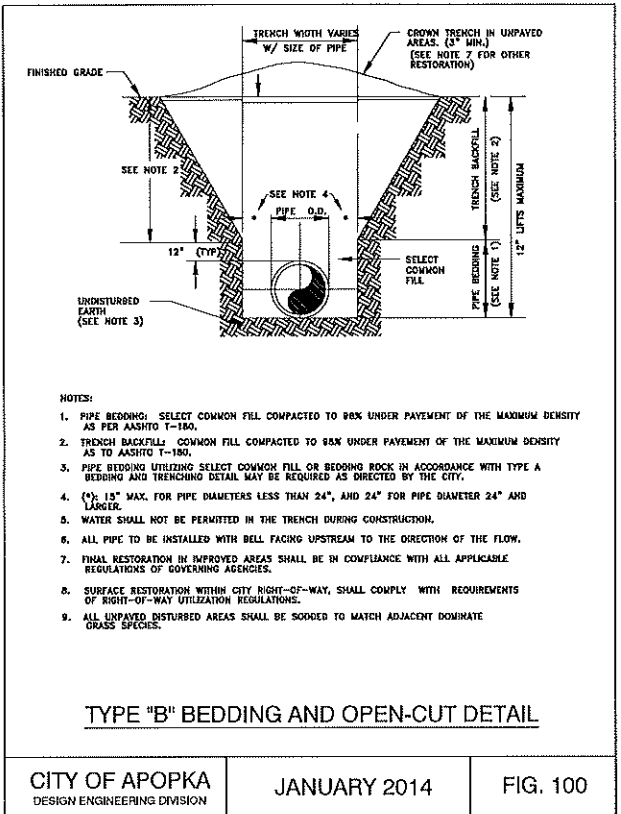 TRENCH WIDTH VARIES
W/ SIZE OF PIPE
CROWN TRENCH IN UNPAVED
AREAS. (3" MIN.)
(SEE NOTE 7 FOR OTHER
RESTORATION)
FINISHED GRADE
SEE NOTE 2
SEE NOTE 4
* *
PIPE O.D.
12" (TYP)
SELECT
COMMON
FILL
UNDISTURBED
EARTH
(SEE NOTE 3)
TRENCH BACKFILL
(SEE NOTE 2)
PIPE BEDDING
(SEE NOTE 1)
12" LIFTS MAXIMUM
NOTES:
1. PIPE BEDDING: SELECT COMMON FILL COMPACTED TO 98% UNDER PAVEMENT OF THE MAXIMUM DENSITY
AS PER AASHTO T-180.
2. TRENCH BACKFILL: COMMON FILL COMPACTED TO 98% UNDER PAVEMENT OF THE MAXIMUM DENSITY
AS TO AASHTO T-180.
3. PIPE BEDDING UTILIZING SELECT COMMON FILL OR BEDDING ROCK IN ACCORDANCE WITH TYPE A
BEDDING AND TRENCHING DETAIL MAY BE REQUIRED AS DIRECTED BY THE CITY.
4. (*): 15" MAX. FOR PIPE DIAMETERS LESS THAN 24", AND 24" FOR PIPE DIAMETER 24" AND
LARGER.
5. WATER SHALL NOT BE PERMITTED IN THE TRENCH DURING CONSTRUCTION.
6. ALL PIPE TO BE INSTALLED WITH BELL FACING UPSTREAM TO THE DIRECTION OF THE FLOW.
7. FINAL RESTORATION IN IMPROVED AREAS SHALL BE IN COMPLIANCE WITH ALL APPLICABLE
REGULATIONS OF GOVERNING AGENCIES.
8. SURFACE RESTORATION WITHIN CITY RIGHT-OF-WAY, SHALL COMPLY WITH REQUIREMENTS
OF RIGHT-OF-WAY UTILIZATION REGULATIONS.
9. ALL UNPAVED DISTURBED AREAS SHALL BE SODDED TO MATCH ADJACENT DOMINATE
GRASS SPECIES.
TYPE "B" BEDDING AND OPEN-CUT DETAIL
CITY OF APOPKA
DESIGN ENGINEERING DIVISION
JANUARY 2014
FIG. 100